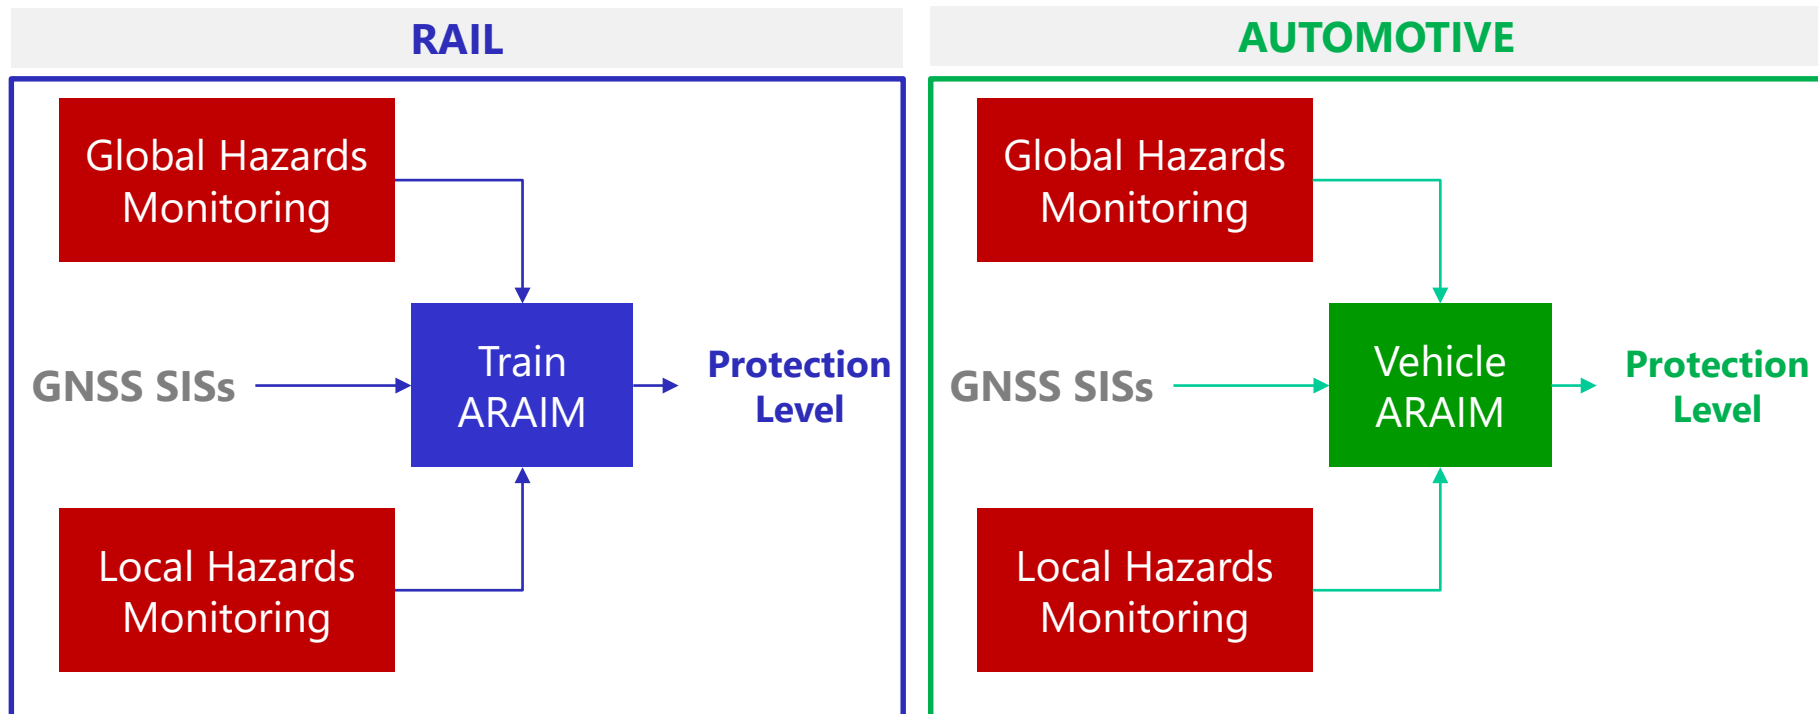 RAIL
Global Hazards
Monitoring
GNSS SISs
Train
ARAIM
Protection
Level
Local Hazards
Monitoring
AUTOMOTIVE
Global Hazards
Monitoring
GNSS SISs
Vehicle
ARAIM
Protection
Level
Local Hazards
Monitoring